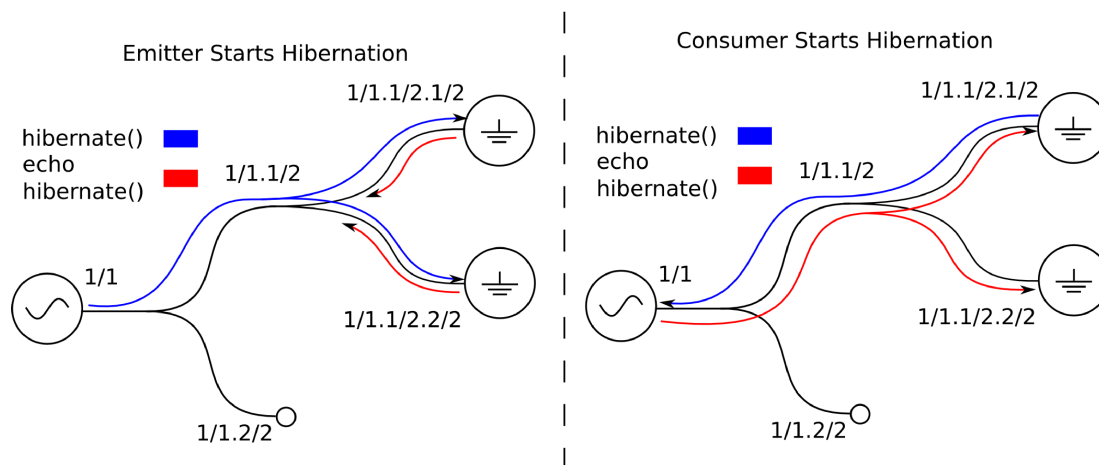 Emitter Starts Hibernation
1/1.1/2.1/2
hibernate()
echo
hibernate()
1/1.1/2
1/1
1/1.1/2.2/2
1/1.2/2
Consumer Starts Hibernation
1/1.1/2.1/2
hibernate()
echo
hibernate()
1/1.1/2
1/1
1/1.1/2.2/2
1/1.2/2